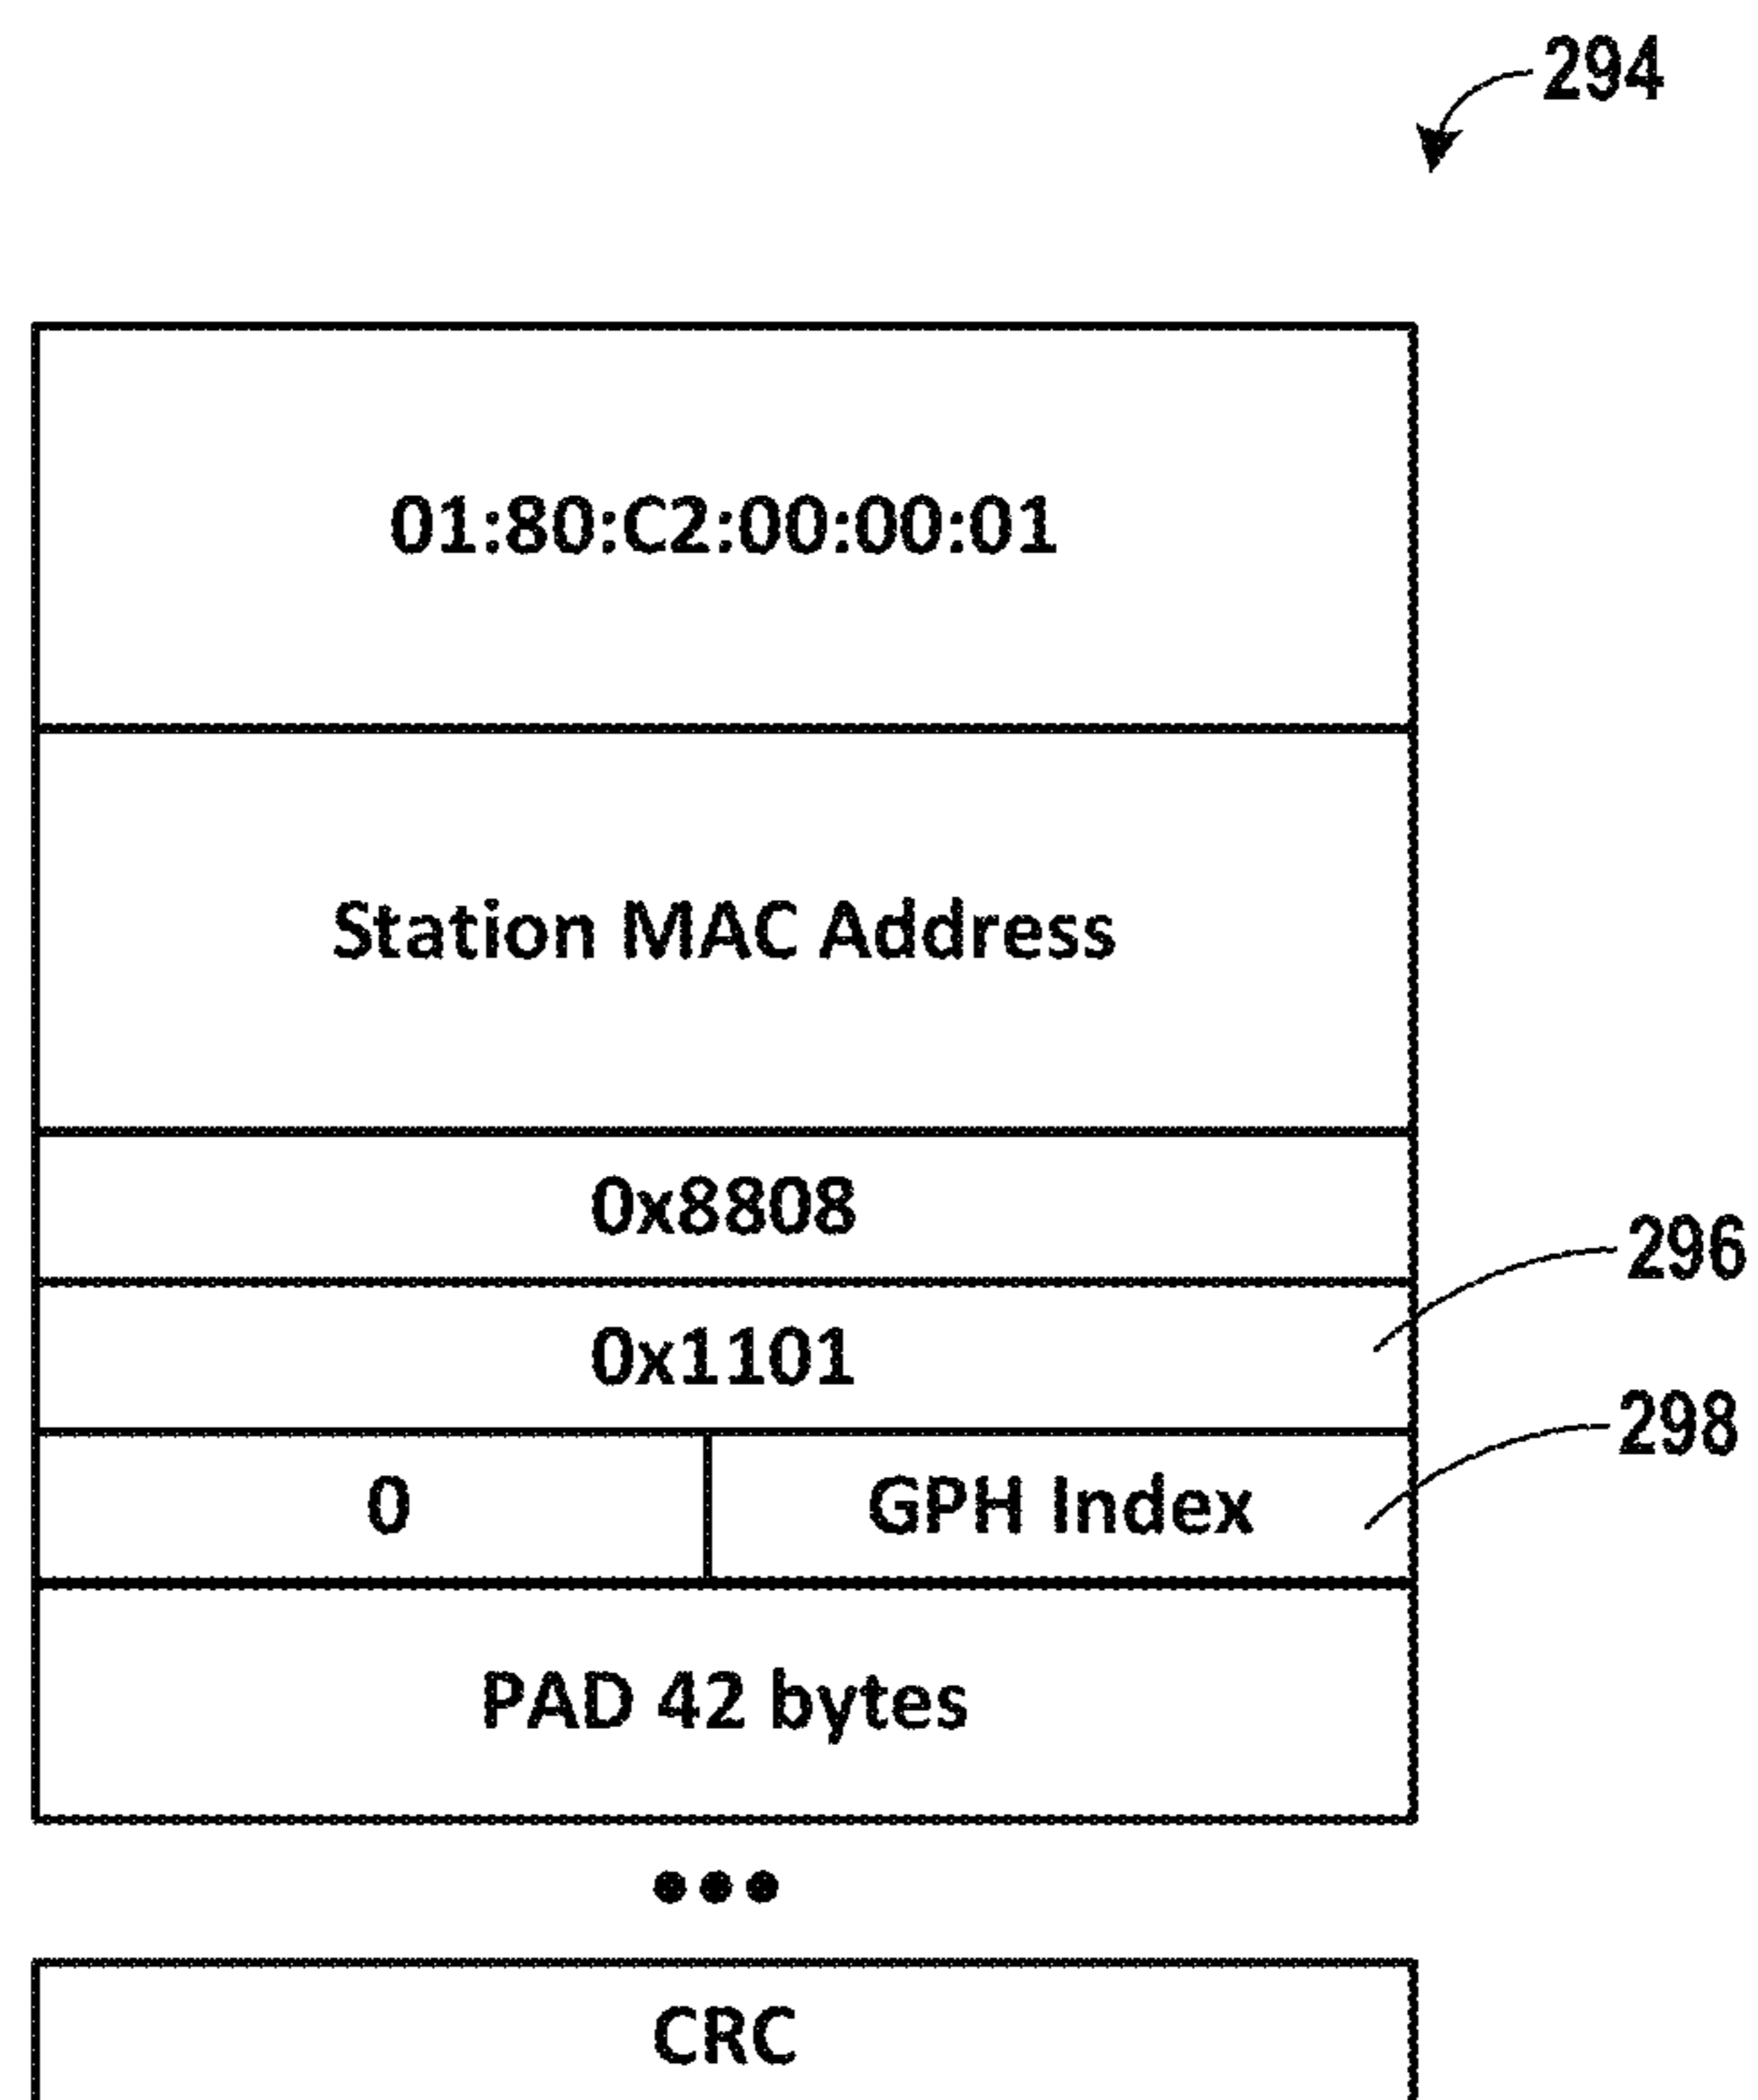 294
01:80:C2:00:00:01
Station MAC Address
0x8808
296
0x1101
298
0 GPH Index
PAD 42 bytes
•••
CRC